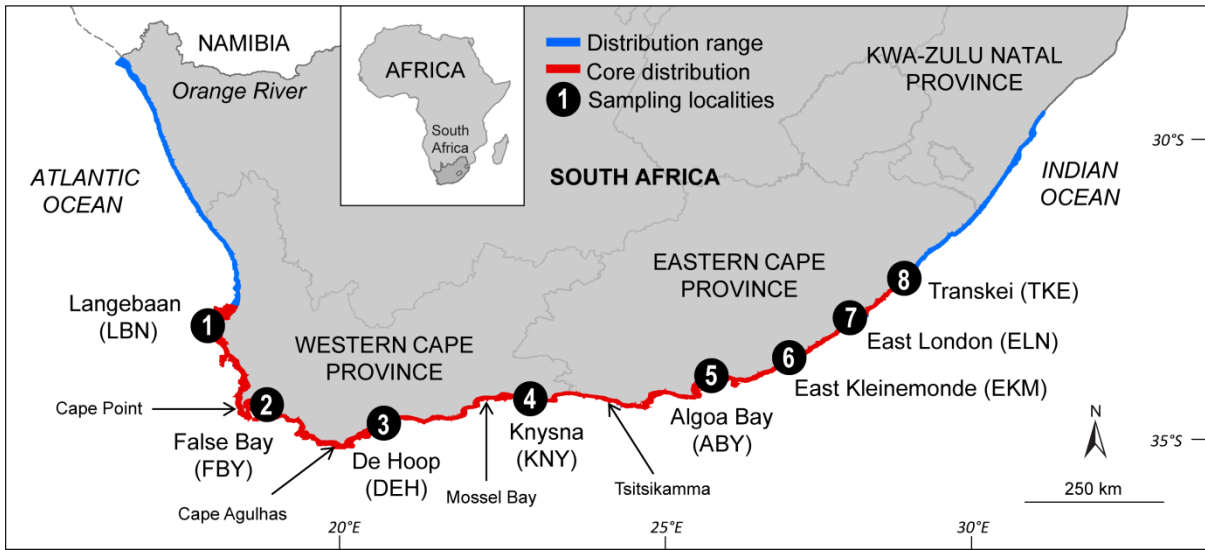 NAMIBIA
Orange River
AFRICA
South
Africa
Distribution range
Core distribution
1 Sampling localities
KWA-ZULU NATAL
PROVINCE
30°S
ATLANTIC
OCEAN
SOUTH AFRICA
INDIAN
OCEAN
EASTERN CAPE
PROVINCE
8
Transkei (TKE)
Langebaan
(LBN)
1
7
East London (ELN)
WESTERN CAPE
PROVINCE
6
East Kleinemonde (EKM)
5
Algoa Bay
(ABY)
Cape Point
2
False Bay
(FBY)
3
De Hoop
(DEH)
4
Knysna
(KNY)
N
35°S
Cape Agulhas
Mossel Bay
Tsitsikamma
250 km
20°E
25°E
30°E